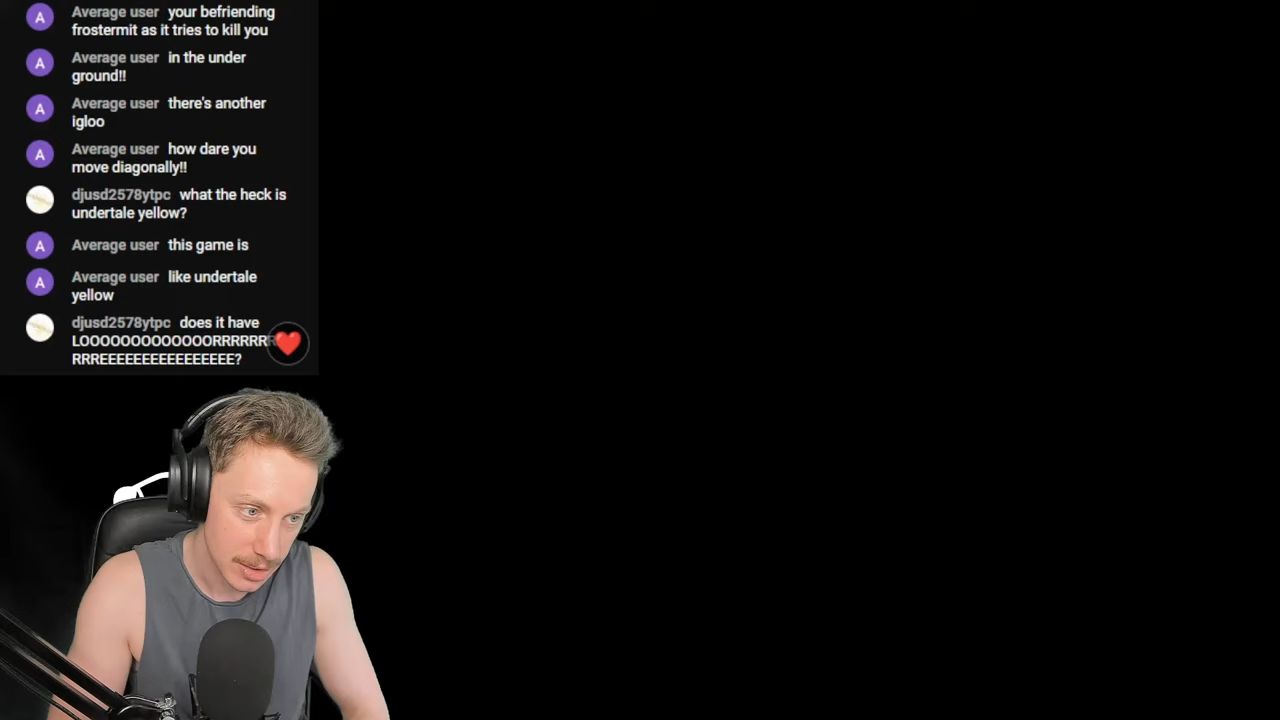 A Average user your befriending
frostermit as it tries to kill you
A Average user in the under
ground!!
A Average user there's another
igloo
A Average user how dare you
move diagonally!!
djusd2578ytpc what the heck is
undertale yellow?
A Average user this game is
A Average user like undertale
yellow
djusd2578ytpc does it have
LOOOOOOOOOOOOORRRRRR
RRREEEEEEEEEEEEEEEE?